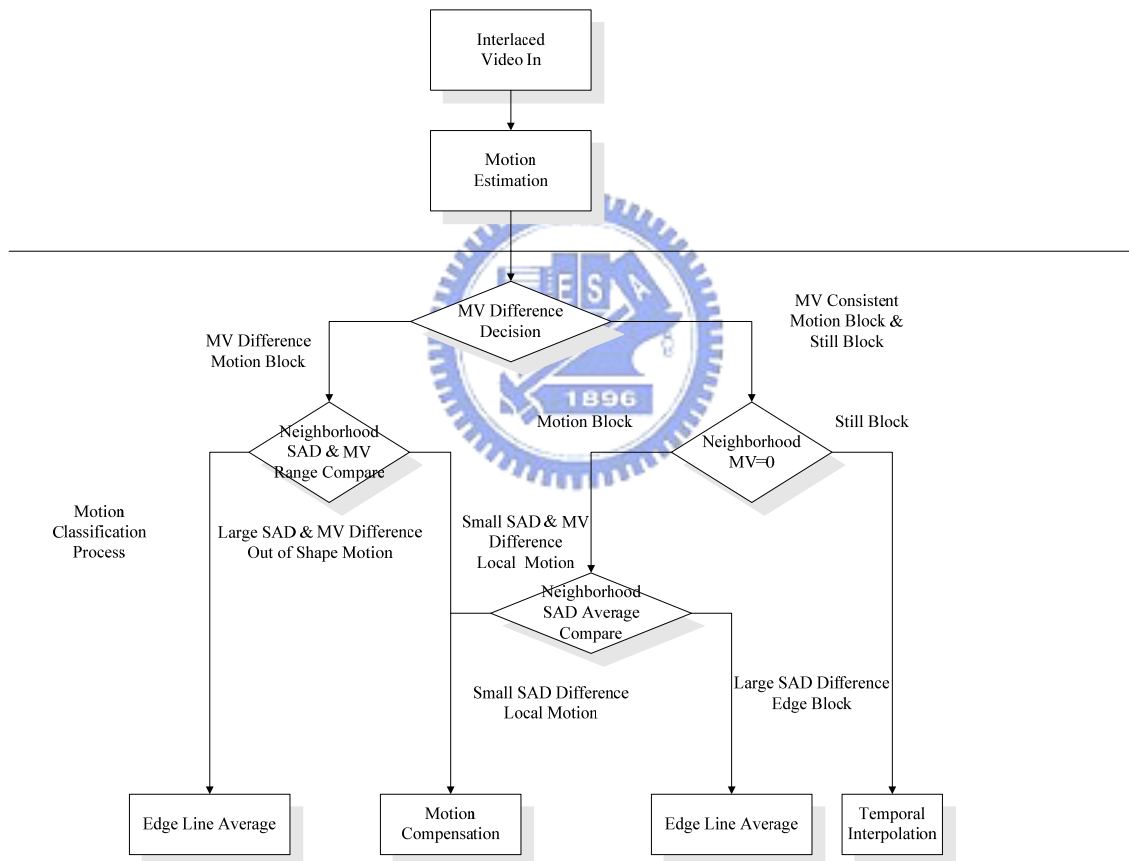 Interlaced
Video In
Motion
Estimation
ESA
MV Difference
Decision
MV Consistent
Motion Block &
Still Block
MV Difference
Motion Block
1896
Motion Block
Still Block
Neighborhood
SAD & MV
Range Compare
Neighborhood
MV=0
Motion
Classification
Process
Large SAD & MV Difference
Out of Shape Motion
Small SAD & MV
Difference
Local Motion
Neighborhood
SAD Average
Compare
Small SAD Difference
Local Motion
Large SAD Difference
Edge Block
Edge Line Average
Motion
Compensation
Edge Line Average
Temporal
Interpolation